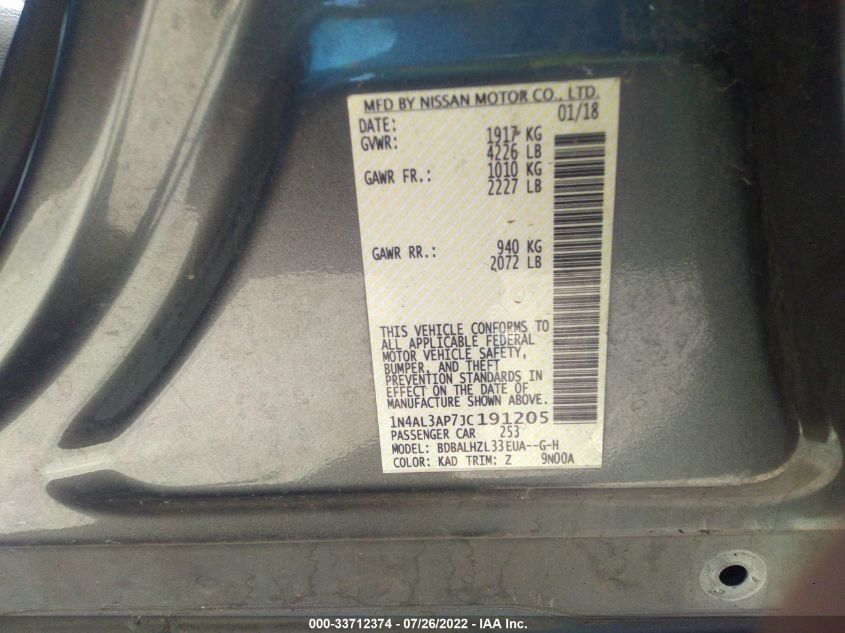 MFD BY NISSAN MOTOR CO., LTD.
DATE: 01/18
GVWR: 1917 KG
4226 LB
GAWR FR.: 1010 KG
2227 LB
GAWR RR.: 940 KG
2072 LB
THIS VEHICLE CONFORMS TO
ALL APPLICABLE FEDERAL
MOTOR VEHICLE SAFETY,
BUMPER, AND THEFT
PREVENTION STANDARDS IN
EFFECT ON THE DATE OF
MANUFACTURE SHOWN ABOVE.
1N4AL3AP7JC191205
PASSENGER CAR 253
MODEL: BDBALHZL33EUA--G-H
COLOR: KAD TRIM: Z 9N00A
000-33712374 / 07/26/2022 - IAA Inc.